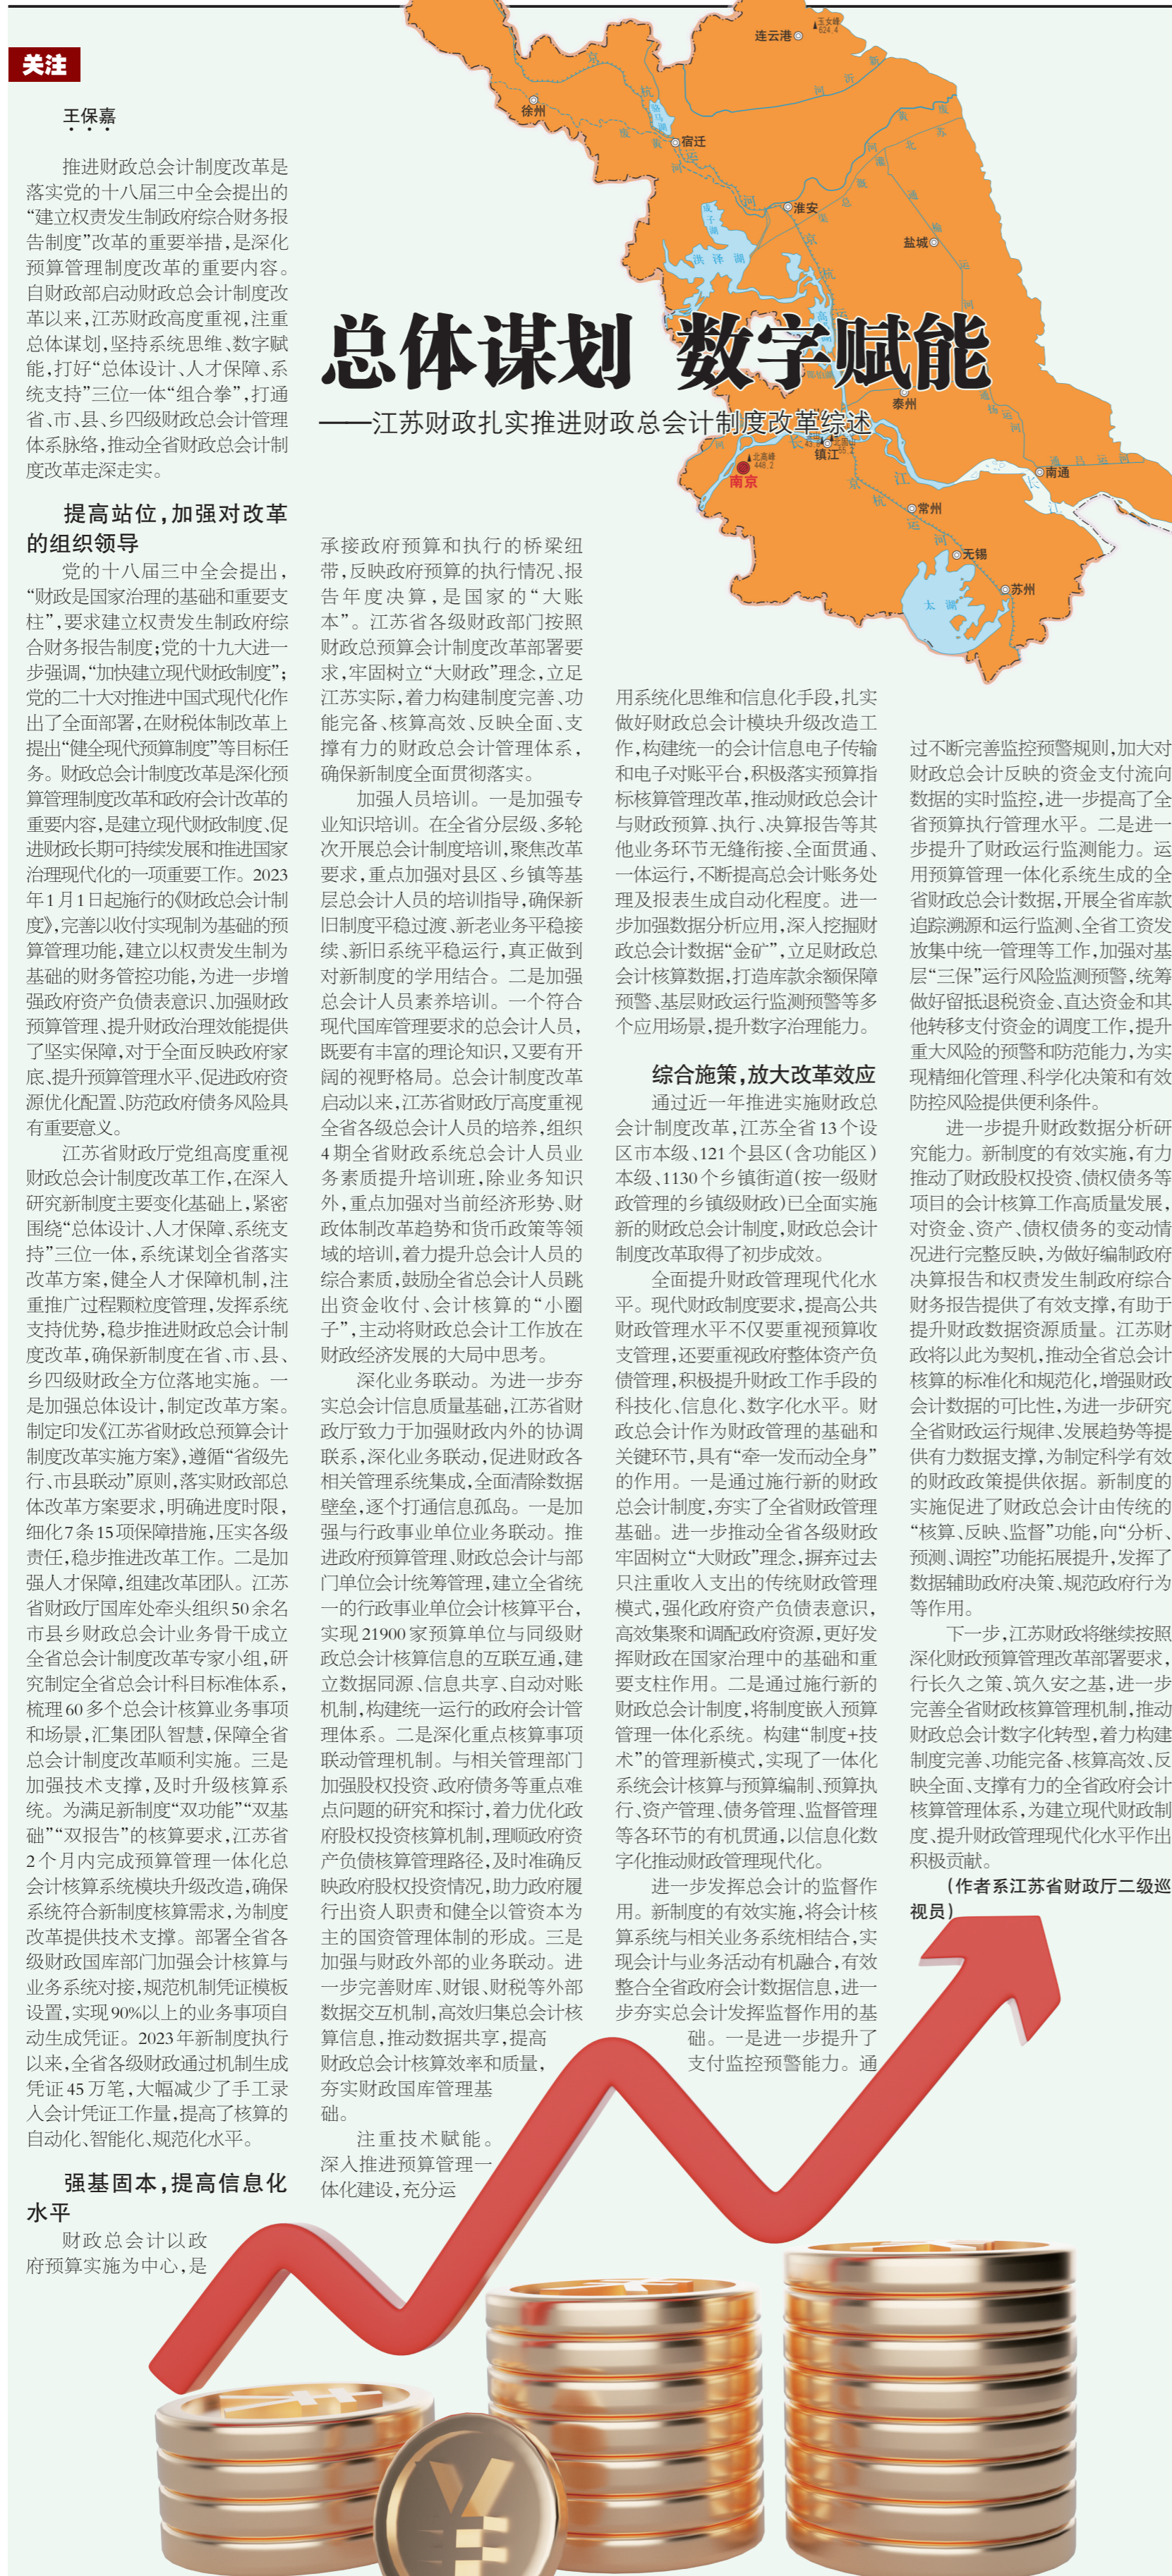 关注
王保嘉
总体谋划 数字赋能
——江苏财政扎实推进财政总会计制度改革综述
推进财政总会计制度改革是
落实党的十八届三中全会提出的
“建立权责发生制政府综合财务报
告制度”改革的重要举措,是深化
预算管理制度改革的重要内容。
自财政部启动财政总会计制度改
革以来,江苏财政高度重视,注重
总体谋划,坚持系统思维、数字赋
能,打好“总体设计、人才保障、系
统支持”三位一体“组合拳”,打通
省、市、县、乡四级财政总会计管理
体系脉络,推动全省财政总会计制
度改革走深走实。
提高站位,加强对改革
的组织领导
党的十八届三中全会提出,
“财政是国家治理的基础和重要支
柱”,要求建立权责发生制政府综
合财务报告制度;党的十九大进一
步强调,“加快建立现代财政制度”;
党的二十大对推进中国式现代化作
出了全面部署,在财税体制改革上
提出“健全现代预算制度”等目标任
务。财政总会计制度改革是深化预
算管理制度改革和政府会计改革的
重要内容,是建立现代财政制度、促
进财政长期可持续发展和推进国家
治理现代化的一项重要工作。2023
年1月1日起施行的《财政总会计制
度》,完善以收付实现制为基础的预
算管理功能,建立以权责发生制为
基础的财务管控功能,为进一步增
强政府资产负债表意识、加强财政
预算管理、提升财政治理效能提供
了坚实保障,对于全面反映政府家
底、提升预算管理水平、促进政府资
源优化配置、防范政府债务风险具
有重要意义。
江苏省财政厅党组高度重视
财政总会计制度改革工作,在深入
研究新制度主要变化基础上,紧密
围绕“总体设计、人才保障、系统支
持”三位一体,系统谋划全省落实
改革方案,健全人才保障机制,注
重推广过程颗粒度管理,发挥系统
支持优势,稳步推进财政总会计制
度改革,确保新制度在省、市、县、
乡四级财政全方位落地实施。一
是加强总体设计,制定改革方案。
制定印发《江苏省财政总预算会计
制度改革实施方案》,遵循“省级先
行、市县联动”原则,落实财政部总
体改革方案要求,明确进度时限,
细化7条15项保障措施,压实各级
责任,稳步推进改革工作。二是加
强人才保障,组建改革团队。江苏
省财政厅国库处牵头组织50余名
市县乡财政总会计业务骨干成立
全省总会计制度改革专家小组,研
究制定全省总会计科目标准体系,
梳理60多个总会计核算业务事项
和场景,汇集团队智慧,保障全省
总会计制度改革顺利实施。三是
加强技术支撑,及时升级核算系
统。为满足新制度“双功能”“双基
础”“双报告”的核算要求,江苏省
2个月内完成预算管理一体化总
会计核算系统模块升级改造,确保
系统符合新制度核算需求,为制度
改革提供技术支撑。部署全省各
级财政国库部门加强会计核算与
业务系统对接,规范机制凭证模板
设置,实现90%以上的业务事项自
动生成凭证。2023年新制度执行
以来,全省各级财政通过机制生成
凭证45万笔,大幅减少了手工录
入会计凭证工作量,提高了核算的
自动化、智能化、规范化水平。
强基固本,提高信息化
水平
财政总会计以政
府预算实施为中心,是
承接政府预算和执行的桥梁纽
带,反映政府预算的执行情况、报
告年度决算,是国家的“大账
本”。江苏省各级财政部门按照
财政总预算会计制度改革部署要
求,牢固树立“大财政”理念,立足
江苏实际,着力构建制度完善、功
能完备、核算高效、反映全面、支
撑有力的财政总会计管理体系,
确保新制度全面贯彻落实。
加强人员培训。一是加强专
业知识培训。在全省分层级、多轮
次开展总会计制度培训,聚焦改革
要求,重点加强对县区、乡镇等基
层总会计人员的培训指导,确保新
旧制度平稳过渡、新老业务平稳接
续、新旧系统平稳运行,真正做到
对新制度的学用结合。二是加强
总会计人员素养培训。一个符合
现代国库管理要求的总会计人员,
既要有丰富的理论知识,又要有开
阔的视野格局。总会计制度改革
启动以来,江苏省财政厅高度重视
全省各级总会计人员的培养,组织
4期全省财政系统总会计人员业
务素质提升培训班,除业务知识
外,重点加强对当前经济形势、财
政体制改革趋势和货币政策等领
域的培训,着力提升总会计人员的
综合素质,鼓励全省总会计人员跳
出资金收付、会计核算的“小圈
子”,主动将财政总会计工作放在
财政经济发展的大局中思考。
深化业务联动。为进一步夯
实总会计信息质量基础,江苏省财
政厅致力于加强财政内外的协调
联系,深化业务联动,促进财政各
相关管理系统集成,全面清除数据
壁垒,逐个打通信息孤岛。一是加
强与行政事业单位业务联动。推
进政府预算管理、财政总会计与部
门单位会计统筹管理,建立全省统
一的行政事业单位会计核算平台,
实现21900家预算单位与同级财
政总会计核算信息的互联互通,建
立数据同源、信息共享、自动对账
机制,构建统一运行的政府会计管
理体系。二是深化重点核算事项
联动管理机制。与相关管理部门
加强股权投资、政府债务等重点难
点问题的研究和探讨,着力优化政
府股权投资核算机制,理顺政府资
产负债核算管理路径,及时准确反
映政府股权投资情况,助力政府履
行出资人职责和健全以管资本为
主的国资管理体制的形成。三是
加强与财政外部的业务联动。进
一步完善财库、财银、财税等外部
数据交互机制,高效归集总会计核
算信息,推动数据共享,提高
财政总会计核算效率和质量,
夯实财政国库管理基
础。
注重技术赋能。
深入推进预算管理一
体化建设,充分运
用系统化思维和信息化手段,扎实
做好财政总会计模块升级改造工
作,构建统一的会计信息电子传输
和电子对账平台,积极落实预算指
标核算管理改革,推动财政总会计
与财政预算、执行、决算报告等其
他业务环节无缝衔接、全面贯通、
一体运行,不断提高总会计账务处
理及报表生成自动化程度。进一
步加强数据分析应用,深入挖掘财
政总会计数据“金矿”,立足财政总
会计核算数据,打造库款余额保障
预警、基层财政运行监测预警等多
个应用场景,提升数字治理能力。
综合施策,放大改革效应
通过近一年推进实施财政总
会计制度改革,江苏全省13个设
区市本级、121个县区(含功能区)
本级、1130个乡镇街道(按一级财
政管理的乡镇级财政)已全面实施
新的财政总会计制度,财政总会计
制度改革取得了初步成效。
全面提升财政管理现代化水
平。现代财政制度要求,提高公共
财政管理水平不仅要重视预算收
支管理,还要重视政府整体资产负
债管理,积极提升财政工作手段的
科技化、信息化、数字化水平。财
政总会计作为财政管理的基础和
关键环节,具有“牵一发而动全身”
的作用。一是通过施行新的财政
总会计制度,夯实了全省财政管理
基础。进一步推动全省各级财政
牢固树立“大财政”理念,摒弃过去
只注重收入支出的传统财政管理
模式,强化政府资产负债表意识,
高效集聚和调配政府资源,更好发
挥财政在国家治理中的基础和重
要支柱作用。二是通过施行新的
财政总会计制度,将制度嵌入预算
管理一体化系统。构建“制度+技
术”的管理新模式,实现了一体化
系统会计核算与预算编制、预算执
行、资产管理、债务管理、监督管理
等各环节的有机贯通,以信息化数
字化推动财政管理现代化。
进一步发挥总会计的监督作
用。新制度的有效实施,将会计核
算系统与相关业务系统相结合,实
现会计与业务活动有机融合,有效
整合全省政府会计数据信息,进一
步夯实总会计发挥监督作用的基
础。一是进一步提升了
支付监控预警能力。通
过不断完善监控预警规则,加大对
财政总会计反映的资金支付流向
数据的实时监控,进一步提高了全
省预算执行管理水平。二是进一
步提升了财政运行监测能力。运
用预算管理一体化系统生成的全
省财政总会计数据,开展全省库款
追踪溯源和运行监测、全省工资发
放集中统一管理等工作,加强对基
层“三保”运行风险监测预警,统筹
做好留抵退税资金、直达资金和其
他转移支付资金的调度工作,提升
重大风险的预警和防范能力,为实
现精细化管理、科学化决策和有效
防控风险提供便利条件。
进一步提升财政数据分析研
究能力。新制度的有效实施,有力
推动了财政股权投资、债权债务等
项目的会计核算工作高质量发展,
对资金、资产、债权债务的变动情
况进行完整反映,为做好编制政府
决算报告和权责发生制政府综合
财务报告提供了有效支撑,有助于
提升财政数据资源质量。江苏财
政将以此为契机,推动全省总会计
核算的标准化和规范化,增强财政
会计数据的可比性,为进一步研究
全省财政运行规律、发展趋势等提
供有力数据支撑,为制定科学有效
的财政政策提供依据。新制度的
实施促进了财政总会计由传统的
“核算、反映、监督”功能,向“分析、
预测、调控”功能拓展提升,发挥了
数据辅助政府决策、规范政府行为
等作用。
下一步,江苏财政将继续按照
深化财政预算管理改革部署要求,
行长久之策、筑久安之基,进一步
完善全省财政核算管理机制,推动
财政总会计数字化转型,着力构建
制度完善、功能完备、核算高效、反
映全面、支撑有力的全省政府会计
核算管理体系,为建立现代财政制
度、提升财政管理现代化水平作出
积极贡献。
(作者系江苏省财政厅二级巡
视员)
连云港
玉女峰
624.4
徐州
骆马湖
宿迁
淮安
盐城
成子湖
洪泽湖
泰州
镇江
北高峰
448.2
南京
南通
常州
无锡
苏州
太湖
长江
京杭运河